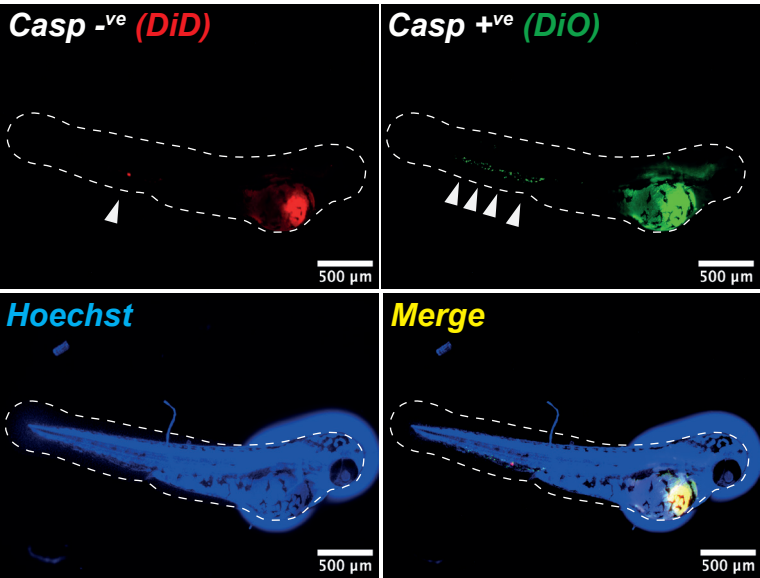 Casp -ve (DiD)
Casp +ve (DiO)
500 µm
500 µm
Hoechst
Merge
500 µm
500 µm